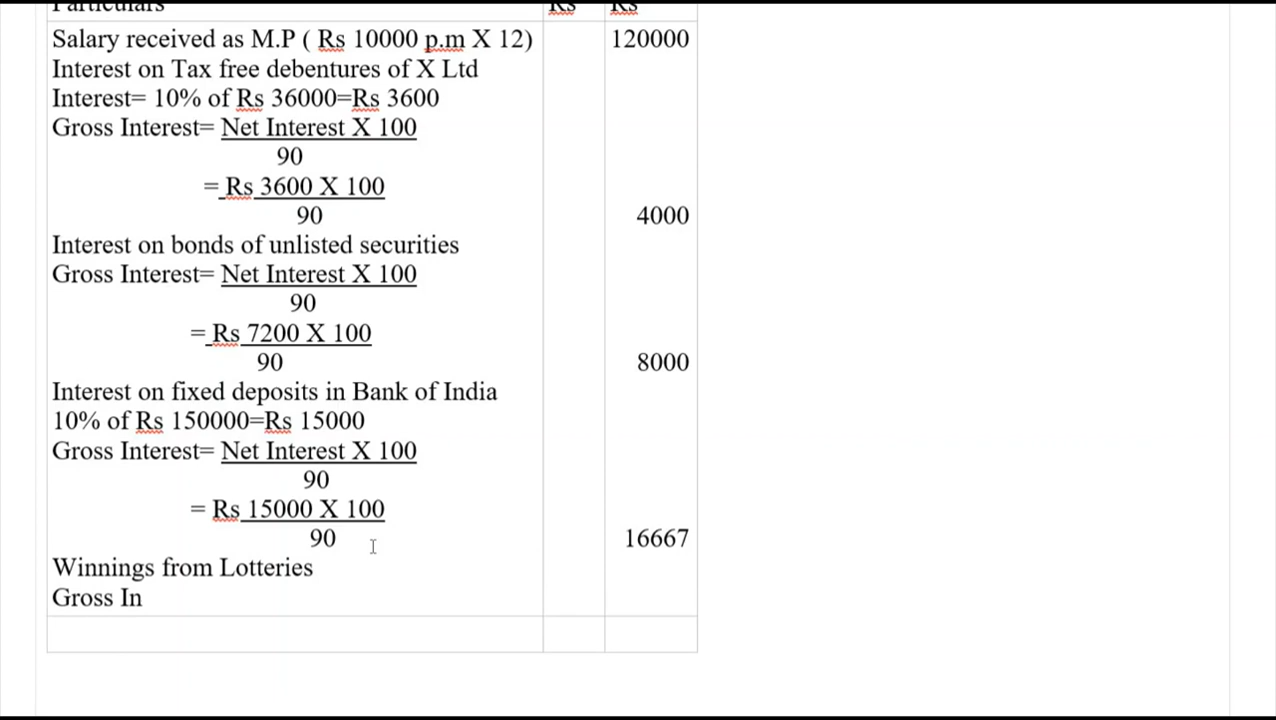 Particulars Rs Rs
Salary received as M.P ( Rs 10000 p.m X 12) 120000
Interest on Tax free debentures of X Ltd
Interest= 10% of Rs 36000=Rs 3600
Gross Interest= Net Interest X 100
90
= Rs 3600 X 100
90 4000
Interest on bonds of unlisted securities
Gross Interest= Net Interest X 100
90
= Rs 7200 X 100
90 8000
Interest on fixed deposits in Bank of India
10% of Rs 150000=Rs 15000
Gross Interest= Net Interest X 100
90
= Rs 15000 X 100
90 16667
Winnings from Lotteries
Gross In